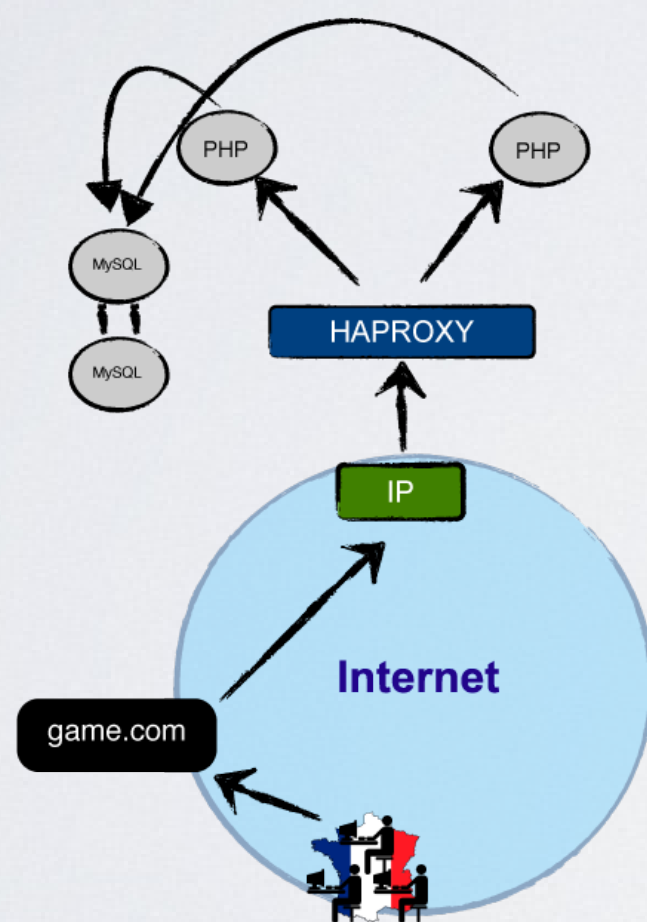 PHP
PHP
MySQL
MySQL
HAPROXY
IP
Internet
game.com